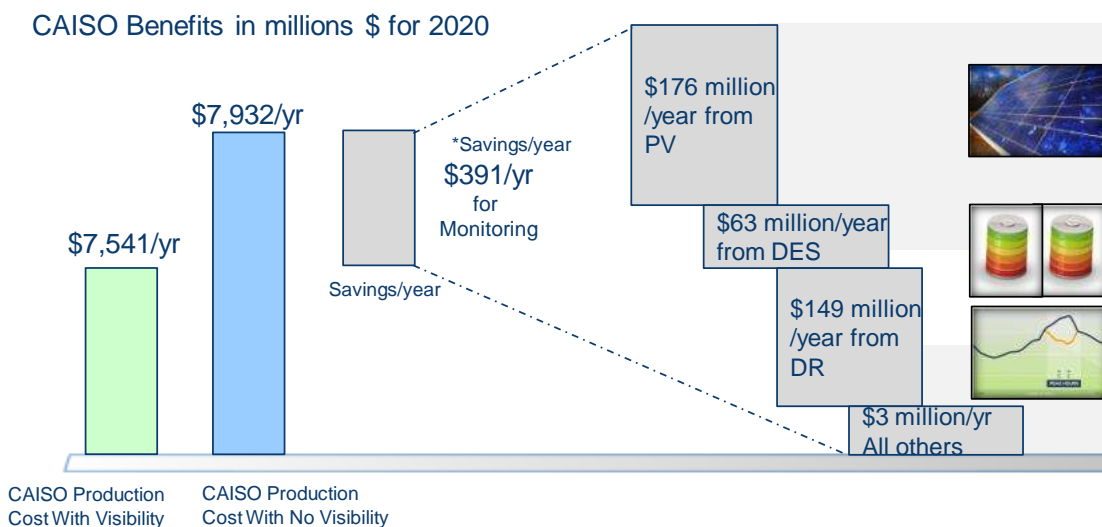 CAISO Benefits in millions $ for 2020
$7,541/yr
$7,932/yr
*Savings/year
$391/yr
for
Monitoring
Savings/year
$176 million
/year from
PV
$63 million/year
from DES
$149 million
/year from
DR
$3 million/yr
All others
PEAK HOURS
CAISO Production
Cost With Visibility
CAISO Production
Cost With No Visibility